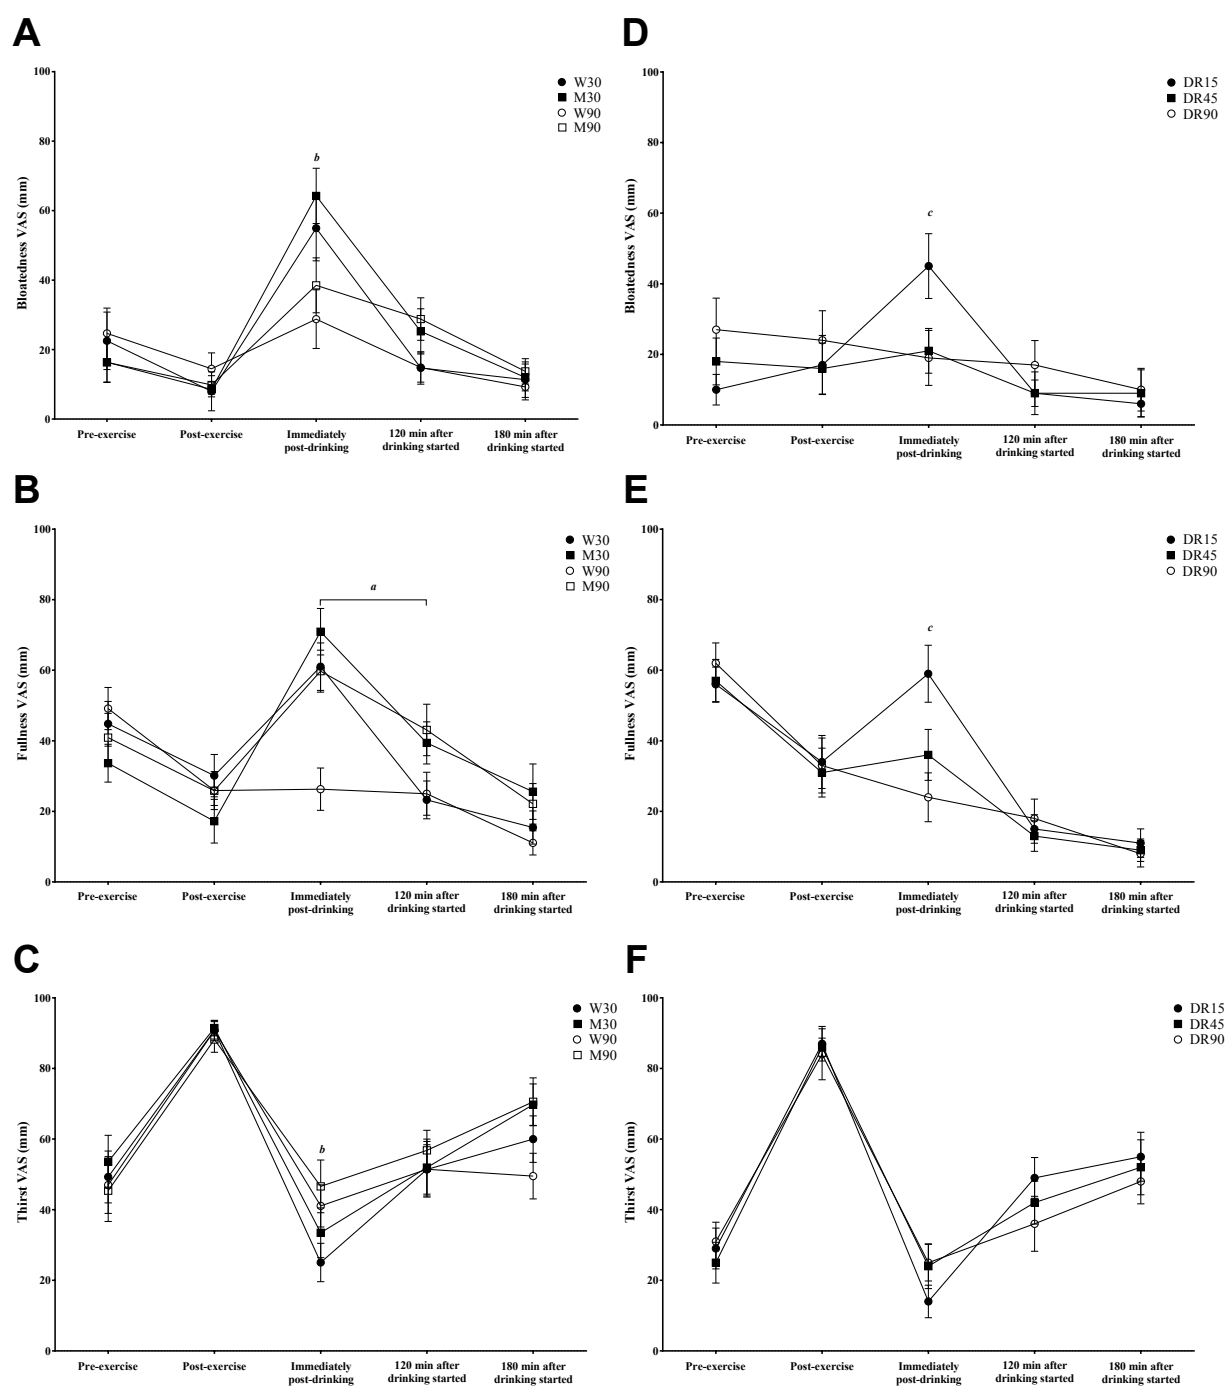 A
Bloatedness VAS (mm)
100
80
60
40
20
0
W30
M30
W90
M90
b
Pre-exercise
Post-exercise
Immediately
post-drinking
120 min after
drinking started
180 min after
drinking started
D
Bloatedness VAS (mm)
100
80
60
40
20
0
DR15
DR45
DR90
c
Pre-exercise
Post-exercise
Immediately
post-drinking
120 min after
drinking started
180 min after
drinking started
B
Fullness VAS (mm)
100
80
60
40
20
0
W30
M30
W90
M90
a
Pre-exercise
Post-exercise
Immediately
post-drinking
120 min after
drinking started
180 min after
drinking started
E
Fullness VAS (mm)
100
80
60
40
20
0
DR15
DR45
DR90
c
Pre-exercise
Post-exercise
Immediately
post-drinking
120 min after
drinking started
180 min after
drinking started
C
Thirst VAS (mm)
100
80
60
40
20
0
W30
M30
W90
M90
b
Pre-exercise
Post-exercise
Immediately
post-drinking
120 min after
drinking started
180 min after
drinking started
F
Thirst VAS (mm)
100
80
60
40
20
0
DR15
DR45
DR90
Pre-exercise
Post-exercise
Immediately
post-drinking
120 min after
drinking started
180 min after
drinking started